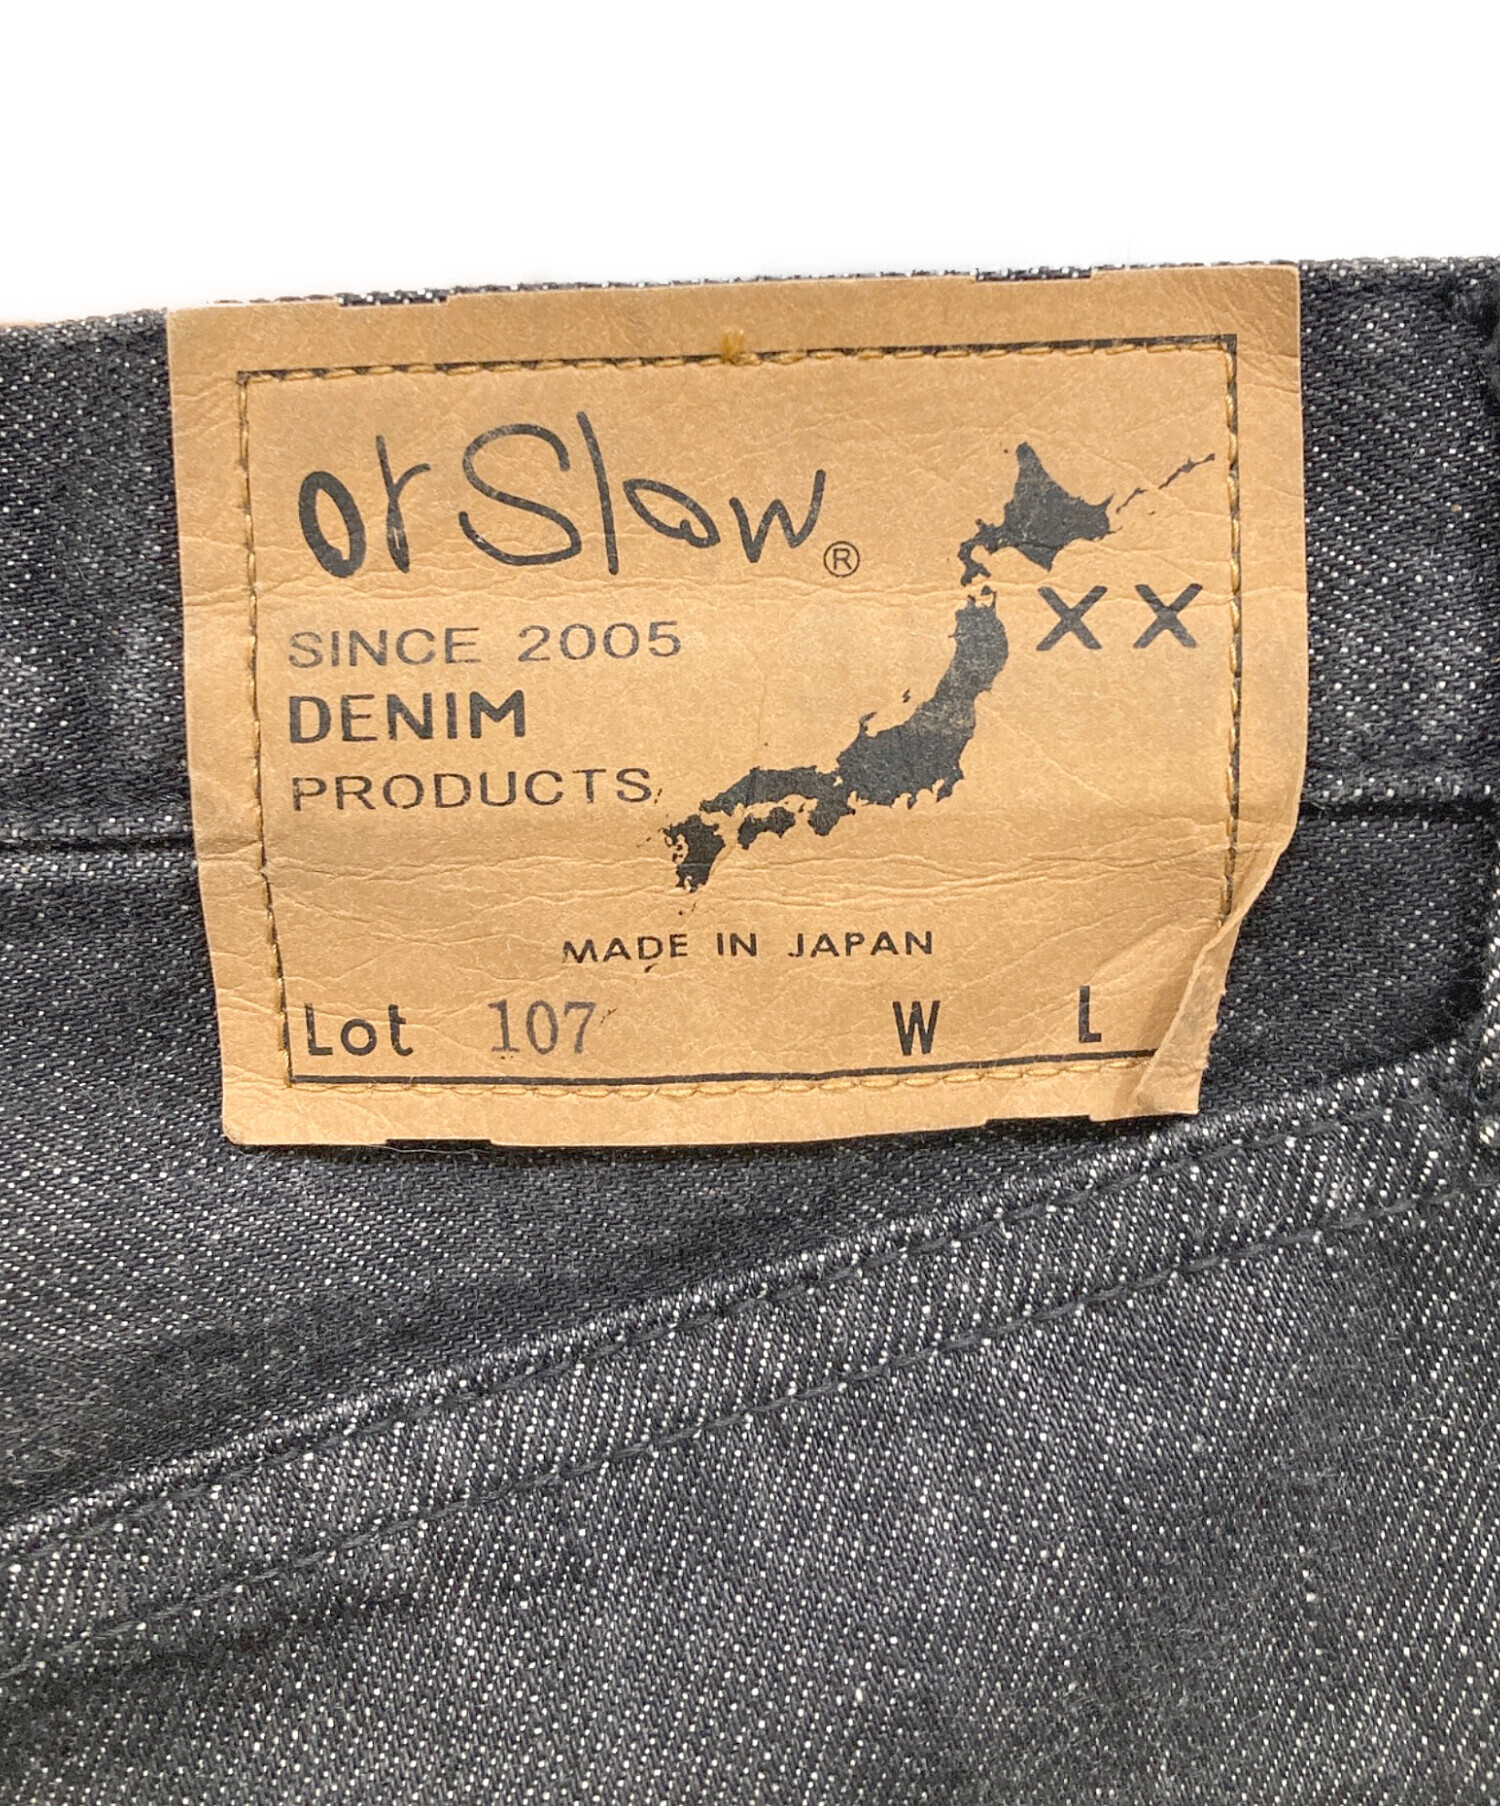 orSlow®
SINCE 2005
XX
DENIM
PRODUCTS
MADE IN JAPAN
Lot 107 W L